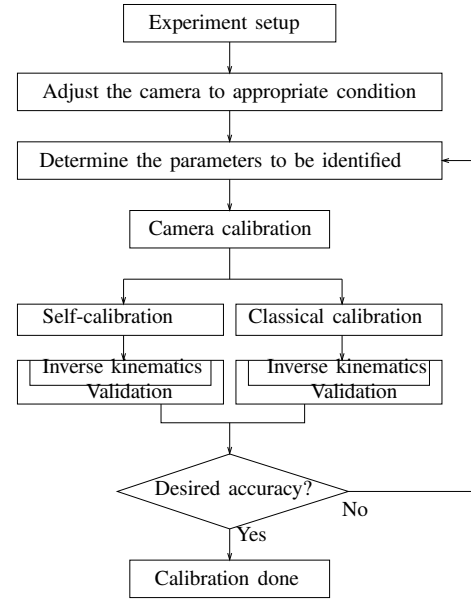 Experiment setup
Adjust the camera to appropriate condition
Determine the parameters to be identified
Camera calibration
Self-calibration
Classical calibration
Inverse kinematics
Validation
Inverse kinematics
Validation
Desired accuracy?
No
Yes
Calibration done